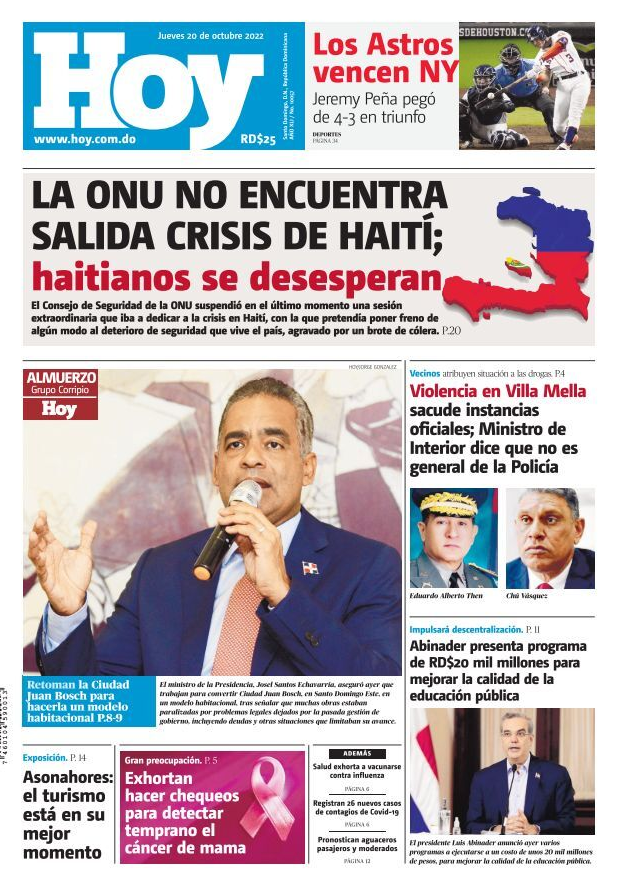 Jueves 20 de octubre 2022
Hoy
www.hoy.com.do
RD$25
Santo Domingo, D.N., República Dominicana
Los Astros
vencen NY
Jeremy Peña pegó
de 4-3 en triunfo
DEPORTES
PÁGINA 34
SDEHOUSTON.C
LA ONU NO ENCUENTRA
SALIDA CRISIS DE HAITÍ;
haitianos se desesperan
El Consejo de Seguridad de la ONU suspendió en el último momento una sesión
extraordinaria que iba a dedicar a la crisis en Haití, con la que pretendía poner freno de
algún modo al deterioro de seguridad que vive el país, agravado por un brote de cólera. P.20
HOY/JORGE GONZÁLEZ
ALMUERZO
Grupo Corripio
Hoy
Retoman la Ciudad
Juan Bosch para
hacerla un modelo
habitacional P.8-9
El ministro de la Presidencia, Josel Santos Echavarría, aseguró ayer que
trabajan para convertir Ciudad Juan Bosch, en Santo Domingo Este, en
un modelo habitacional, tras señalar que muchas obras estaban
paralizadas por problemas legales dejados por la pasada gestión de
gobierno, incluyendo deudas y otras situaciones que limitaban su avance.
Vecinos atribuyen situación a las drogas. P.4
Violencia en Villa Mella
sacude instancias
oficiales; Ministro de
Interior dice que no es
general de la Policía
Eduardo Alberto Then
Chú Vásquez
Impulsará descentralización. P. 11
Abinader presenta programa
de RD$20 mil millones para
mejorar la calidad de la
educación pública
El presidente Luis Abinader anunció ayer varios
programas a ejecutarse a un costo de unos 20 mil millones
de pesos, para mejorar la calidad de la educación pública.
Exposición. P. 14
Asonahores:
el turismo
está en su
mejor
momento
Gran preocupación. P. 5
Exhortan
hacer chequeos
para detectar
temprano el
cáncer de mama
ADEMÁS
Salud exhorta a vacunarse
contra influenza
PÁGINA 6
Registran 26 nuevos casos
de contagios de Covid-19
PÁGINA 6
Pronostican aguaceros
pasajeros y moderados
PÁGINA 12
7 460104 590013